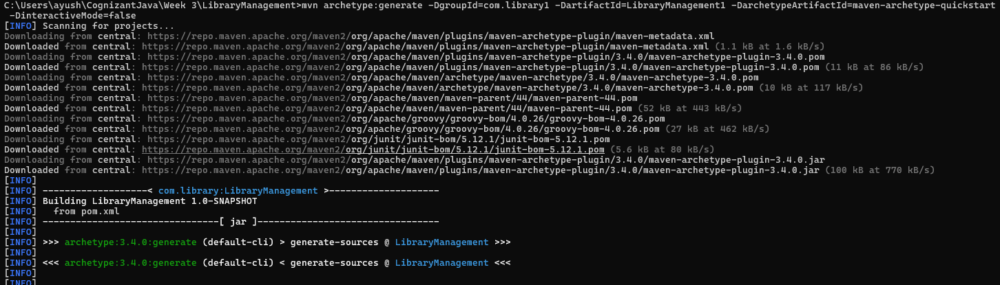 C:\Users\ayush\CognizantJava\Week 3\LibraryManagement>mvn archetype:generate -DgroupId=com.library1 -DartifactId=LibraryManagement1 -DarchetypeArtifactId=maven-archetype-quickstart
 -DinteractiveMode=false
[INFO] Scanning for projects...
Downloading from central: https://repo.maven.apache.org/maven2/org/apache/maven/plugins/maven-archetype-plugin/maven-metadata.xml
Downloaded from central: https://repo.maven.apache.org/maven2/org/apache/maven/plugins/maven-archetype-plugin/maven-metadata.xml (1.1 kB at 1.6 kB/s)
Downloading from central: https://repo.maven.apache.org/maven2/org/apache/maven/plugins/maven-archetype-plugin/3.4.0/maven-archetype-plugin-3.4.0.pom
Downloaded from central: https://repo.maven.apache.org/maven2/org/apache/maven/plugins/maven-archetype-plugin/3.4.0/maven-archetype-plugin-3.4.0.pom (11 kB at 86 kB/s)
Downloading from central: https://repo.maven.apache.org/maven2/org/apache/maven/archetype/maven-archetype/3.4.0/maven-archetype-3.4.0.pom
Downloaded from central: https://repo.maven.apache.org/maven2/org/apache/maven/archetype/maven-archetype/3.4.0/maven-archetype-3.4.0.pom (10 kB at 117 kB/s)
Downloading from central: https://repo.maven.apache.org/maven2/org/apache/maven/maven-parent/44/maven-parent-44.pom
Downloaded from central: https://repo.maven.apache.org/maven2/org/apache/maven/maven-parent/44/maven-parent-44.pom (52 kB at 443 kB/s)
Downloading from central: https://repo.maven.apache.org/maven2/org/apache/groovy/groovy-bom/4.0.26/groovy-bom-4.0.26.pom
Downloaded from central: https://repo.maven.apache.org/maven2/org/apache/groovy/groovy-bom/4.0.26/groovy-bom-4.0.26.pom (27 kB at 462 kB/s)
Downloading from central: https://repo.maven.apache.org/maven2/org/junit/junit-bom/5.12.1/junit-bom-5.12.1.pom
Downloaded from central: https://repo.maven.apache.org/maven2/org/junit/junit-bom/5.12.1/junit-bom-5.12.1.pom (5.6 kB at 80 kB/s)
Downloading from central: https://repo.maven.apache.org/maven2/org/apache/maven/plugins/maven-archetype-plugin/3.4.0/maven-archetype-plugin-3.4.0.jar
Downloaded from central: https://repo.maven.apache.org/maven2/org/apache/maven/plugins/maven-archetype-plugin/3.4.0/maven-archetype-plugin-3.4.0.jar (100 kB at 770 kB/s)
[INFO]
[INFO] -------------------< com.library:LibraryManagement >--------------------
[INFO] Building LibraryManagement 1.0-SNAPSHOT
[INFO]   from pom.xml
[INFO] --------------------------------[ jar ]---------------------------------
[INFO]
[INFO] >>> archetype:3.4.0:generate (default-cli) > generate-sources @ LibraryManagement >>>
[INFO]
[INFO] <<< archetype:3.4.0:generate (default-cli) < generate-sources @ LibraryManagement <<<
[INFO]
[INFO]